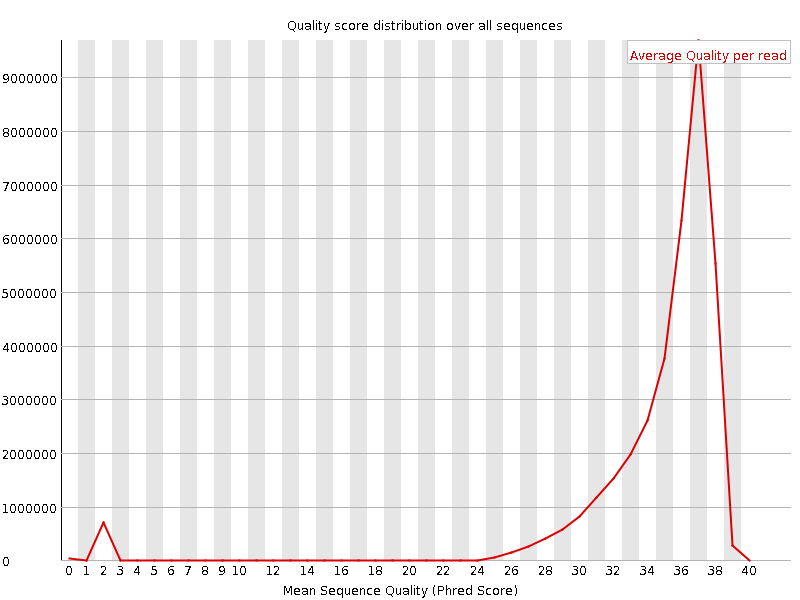 Quality score distribution over all sequences
Average Quality per read
9000000
8000000
7000000
6000000
5000000
4000000
3000000
2000000
1000000
0
0 1 2 3 4 5 6 7 8 9 10 12 14 16 18 20 22 24 26 28 30 32 34 36 38 40
Mean Sequence Quality (Phred Score)